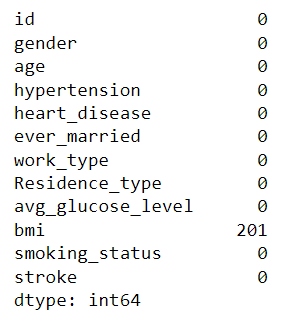 id 0
gender 0
age 0
hypertension 0
heart_disease 0
ever_married 0
work_type 0
Residence_type 0
avg_glucose_level 0
bmi 201
smoking_status 0
stroke 0
dtype: int64